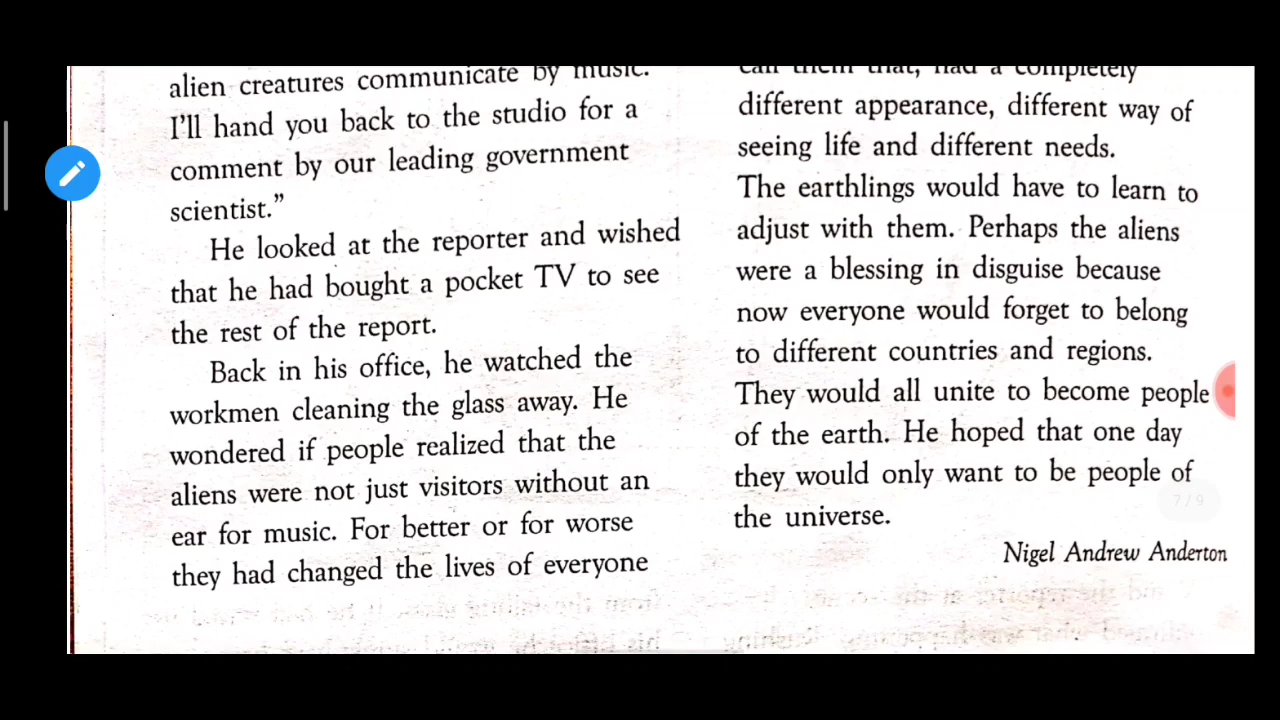 alien creatures communicate by music.
I'll hand you back to the studio for a
comment by our leading government
scientist.”
He looked at the reporter and wished
that he had bought a pocket TV to see
the rest of the report.
Back in his office, he watched the
workmen cleaning the glass away. He
wondered if people realized that the
aliens were not just visitors without an
ear for music. For better or for worse
they had changed the lives of everyone
call them that, had a completely
different appearance, different way of
seeing life and different needs.
The earthlings would have to learn to
adjust with them. Perhaps the aliens
were a blessing in disguise because
now everyone would forget to belong
to different countries and regions.
They would all unite to become people
of the earth. He hoped that one day
they would only want to be people of
the universe.
7/9
Nigel Andrew Anderton